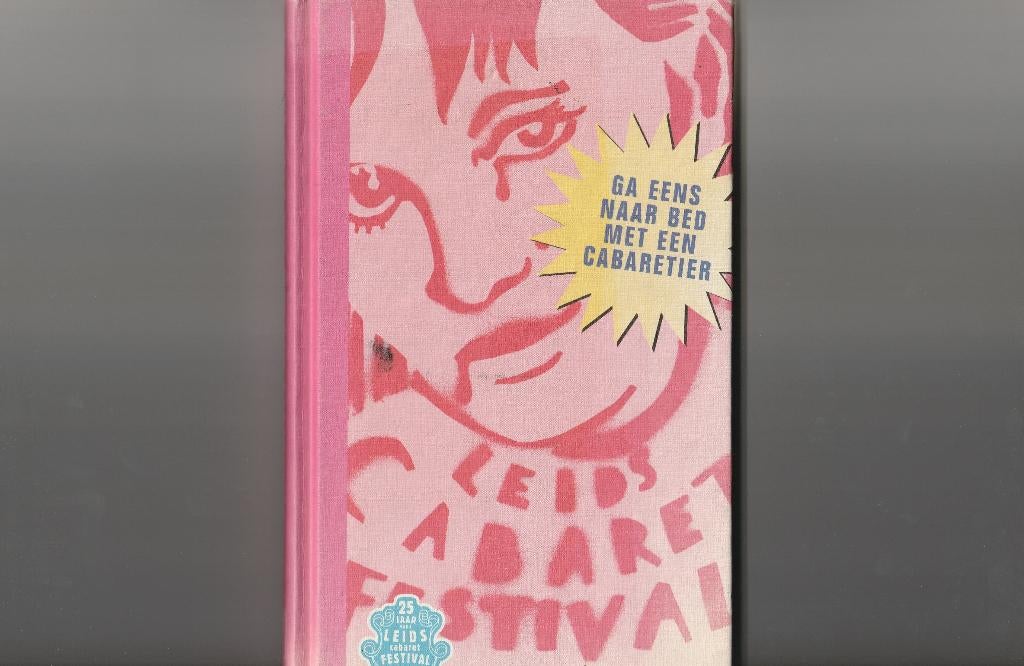 GA EENS
NAAR BED
MET EEN
CABARETIER
LEIDS
CABARET
FESTIVAL
25
JAAR
LEIDS
cabaret
FESTIVAL